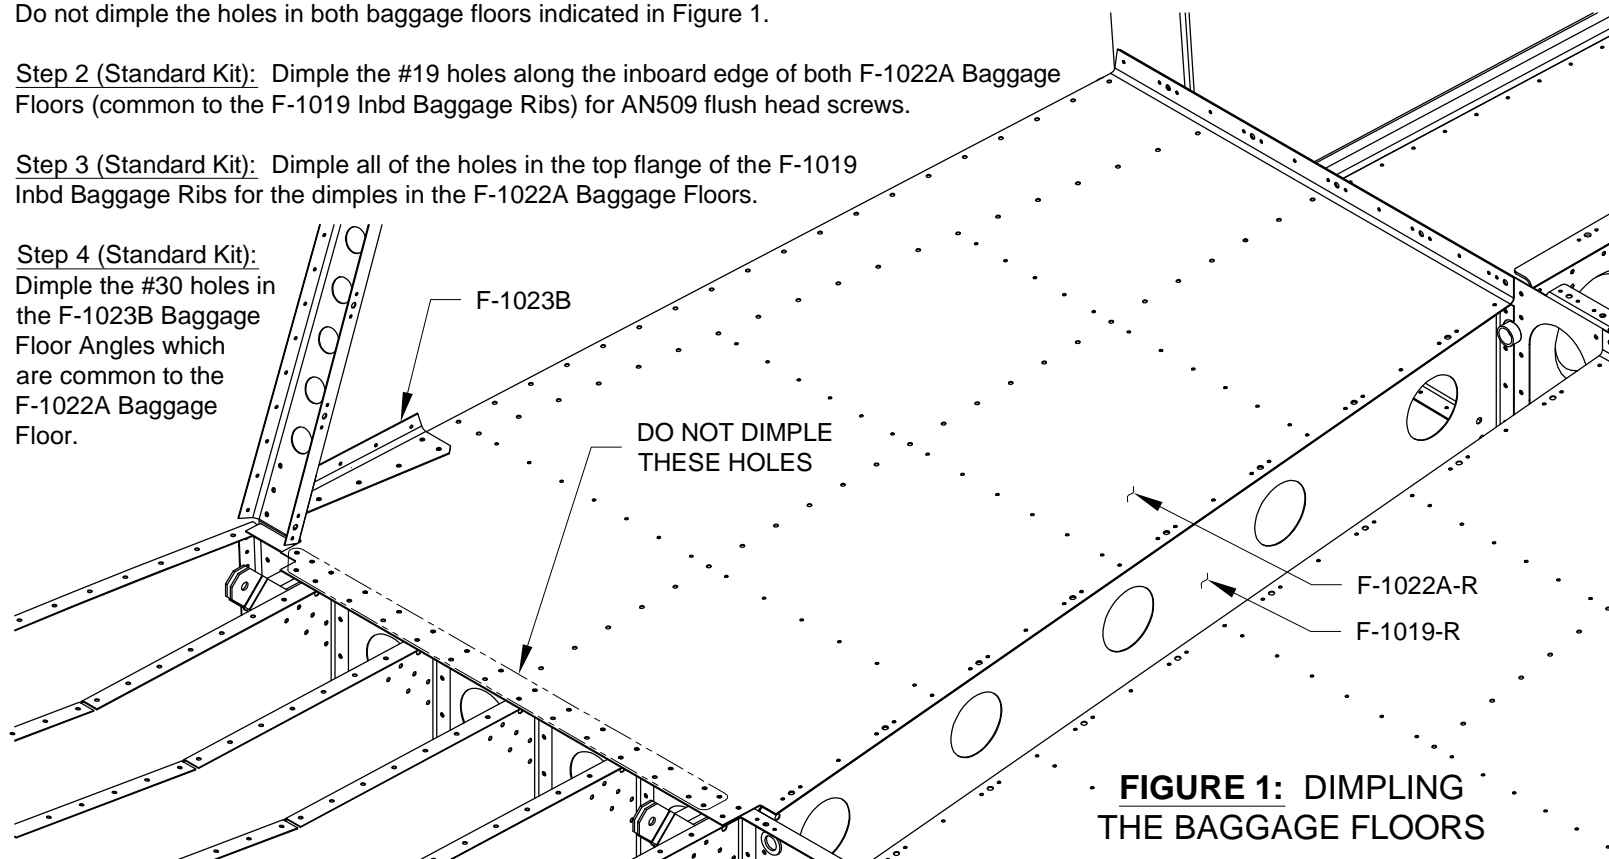 Do not dimple the holes in both baggage floors indicated in Figure 1.
Step 2 (Standard Kit): Dimple the #19 holes along the inboard edge of both F-1022A Baggage
Floors (common to the F-1019 Inbd Baggage Ribs) for AN509 flush head screws.
Step 3 (Standard Kit): Dimple all of the holes in the top flange of the F-1019
Inbd Baggage Ribs for the dimples in the F-1022A Baggage Floors.
Step 4 (Standard Kit):
Dimple the #30 holes in
the F-1023B Baggage
Floor Angles which
are common to the
F-1022A Baggage
Floor.
F-1023B
DO NOT DIMPLE
THESE HOLES
F-1022A-R
F-1019-R
FIGURE 1: DIMPLING
THE BAGGAGE FLOORS